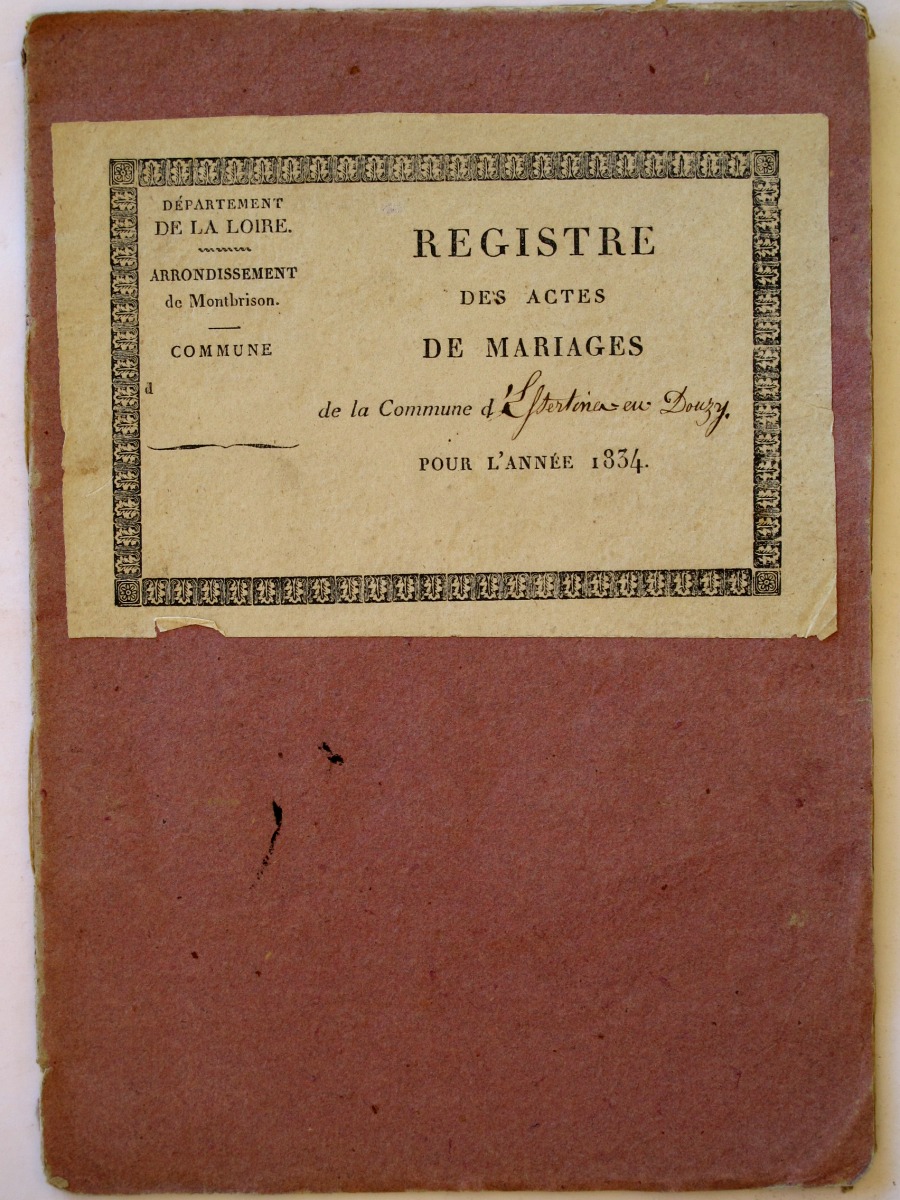 DÉPARTEMENT
DE LA LOIRE.
ARRONDISSEMENT
de Montbrison.
COMMUNE
d
REGISTRE
DES ACTES
DE MARIAGES
de la Commune d' en Douzy.
POUR L'ANNÉE 1834.